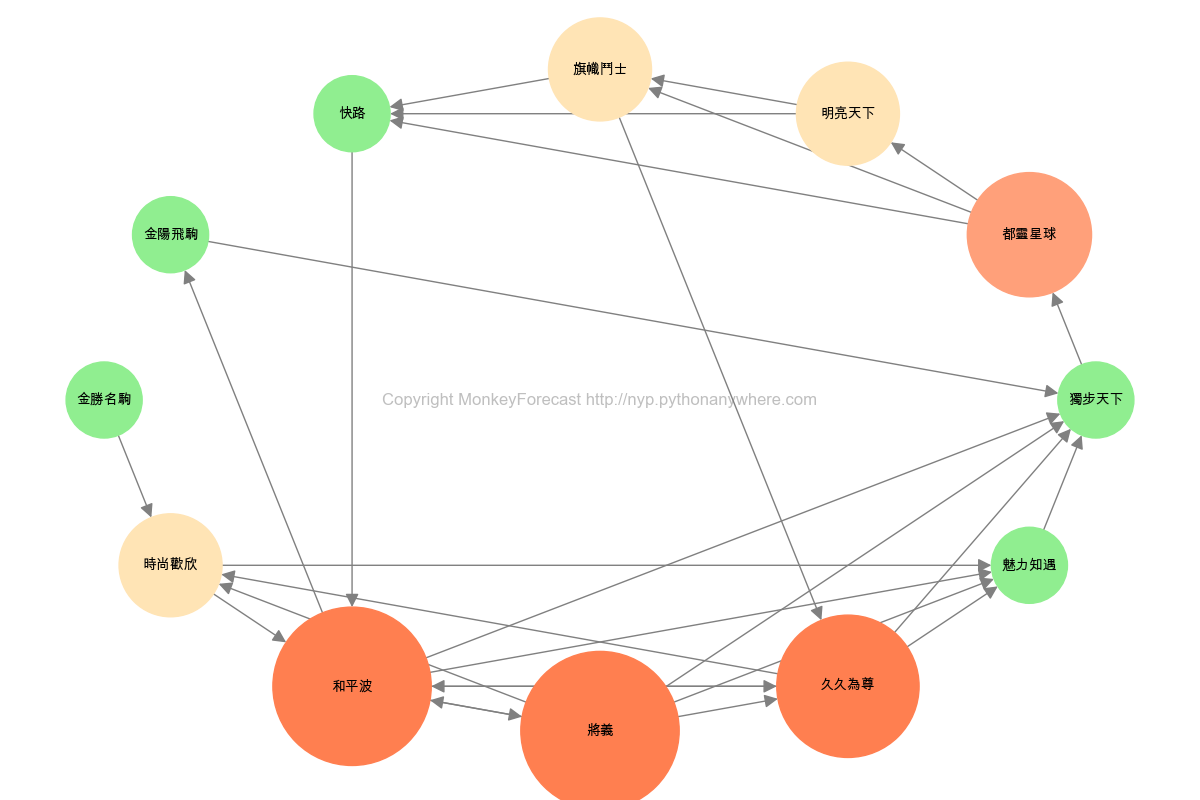 旗幟鬥士
快路
明亮天下
金陽飛駒
都靈星球
金勝名駒
Copyright MonkeyForecast http://nyp.pythonanywhere.com
獨步天下
時尚歡欣
魅力知遇
和平波
久久為尊
將義